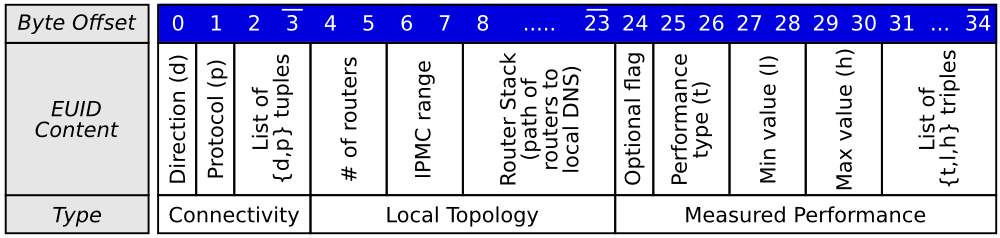 Byte Offset 0 1 2 3 4 5 6 7 8 ..... 23 24 25 26 27 28 29 30 31 ... 34
EUID
Content
Direction (d)
Protocol (p)
List of
{d,p} tuples
# of routers
IPMC range
Router Stack
(path of
routers to
local DNS)
Optional flag
Performance
type (t)
Min value (l)
Max value (h)
List of
{t,l,h} triples
Type Connectivity Local Topology Measured Performance